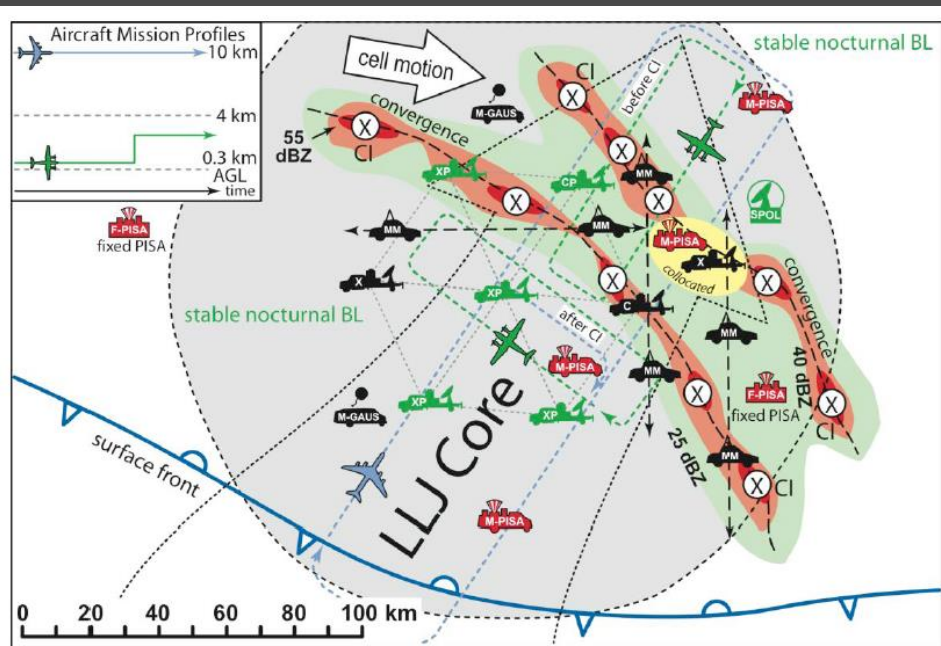 Aircraft Mission Profiles
10 km
4 km
0.3 km
AGL
time
cell motion
M-GAUS
CI
before CI
stable nocturnal BL
M-PISA
convergence
55
dBZ
CI
X
X
X
X
X
XP
CP
MM
SPOL
F-PISA
fixed PISA
MM
MM
M-PISA
X
collocated
X
X
X
convergence
stable nocturnal BL
XP
C
after CI
MM
MM
M-PISA
40 dBZ
F-PISA
fixed PISA
X
X
CI
M-GAUS
XP
XP
25 dBZ
MM
X
CI
surface front
LLJ Core
M-PISA
0 20 40 60 80 100 km